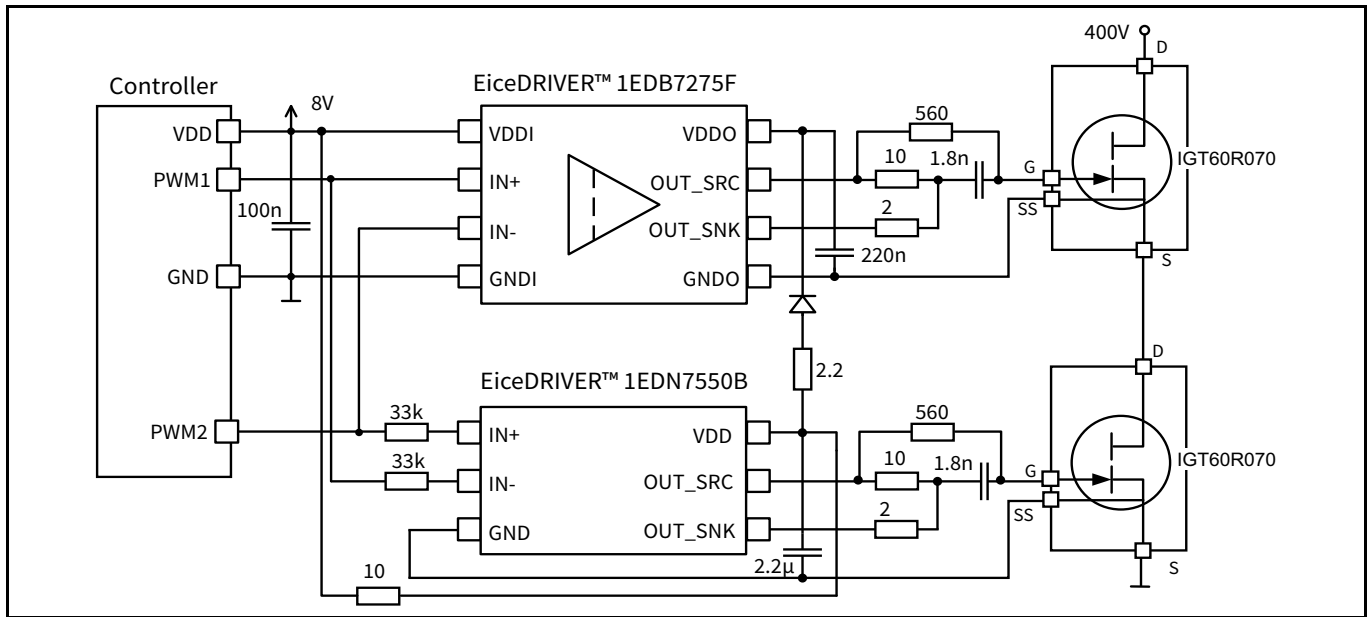 400V
D
Controller
EiceDRIVER™ 1EDB7275F
8V
560
VDD
VDDI
VDDO
10
1.8n
IGT60R070
PWM1
IN+
OUT_SRC
G
100n
2
SS
IN-
OUT_SNK
GND
GNDI
GNDO
220n
S
2.2
D
EiceDRIVER™ 1EDN7550B
33k
560
PWM2
IN+
VDD
10
1.8n
IGT60R070
33k
G
IN-
OUT_SRC
2
SS
GND
OUT_SNK
2.2µ
10
S